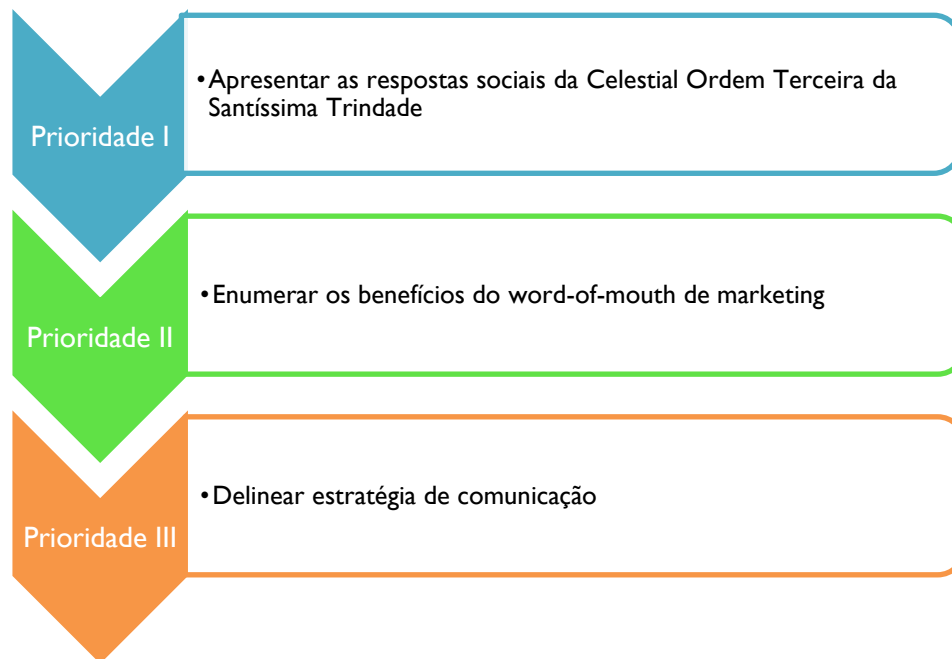 Prioridade I
•Apresentar as respostas sociais da Celestial Ordem Terceira da
Santíssima Trindade
Prioridade II
•Enumerar os benefícios do word-of-mouth de marketing
Prioridade III
•Delinear estratégia de comunicação